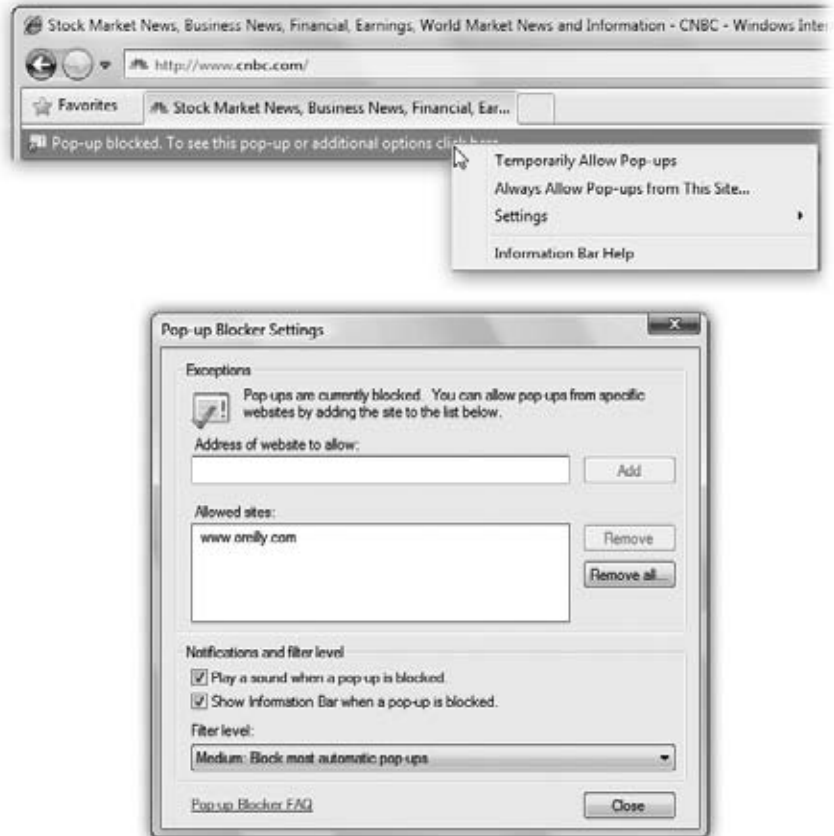 Stock Market News, Business News, Financial, Earnings, World Market News and Information - CNBC - Windows Inter
http://www.cnbc.com/
Favorites
Stock Market News, Business News, Financial, Ear...
Pop-up blocked. To see this pop-up or additional options click here
Temporarily Allow Pop-ups
Always Allow Pop-ups from This Site...
Settings
Information Bar Help
Pop-up Blocker Settings
Exceptions
Pop-ups are currently blocked. You can allow pop-ups from specific
websites by adding the site to the list below.
Address of website to allow:
Add
Allowed sites:
www.oreilly.com
Remove
Remove all...
Notifications and filter level
Play a sound when a pop-up is blocked.
Show Information Bar when a pop-up is blocked.
Filter level:
Medium: Block most automatic pop-ups
Pop-up Blocker FAQ
Close